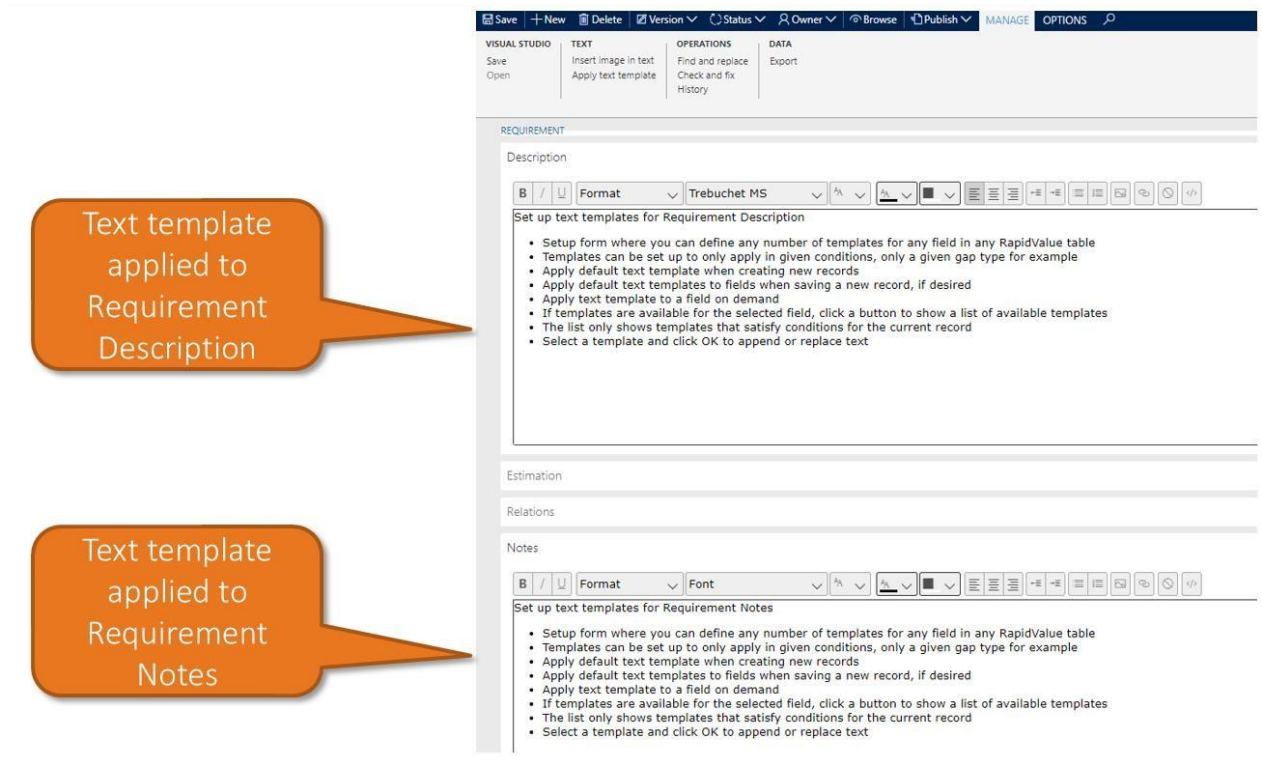 Save New Delete Version Status Owner Browse Publish MANAGE OPTIONS
VISUAL STUDIO TEXT OPERATIONS DATA
Save Insert image in text Find and replace Export
Open Apply text template Check and fix
History
REQUIREMENT
Description
B I U Format Trebuchet MS
Text template
applied to
Requirement
Description
Set up text templates for Requirement Description
• Setup form where you can define any number of templates for any field in any RapidValue table
• Templates can be set up to only apply in given conditions, only a given gap type for example
• Apply default text template when creating new records
• Apply default text templates to fields when saving a new record, if desired
• Apply text template to a field on demand
• If templates are available for the selected field, click a button to show a list of available templates
• The list only shows templates that satisfy conditions for the current record
• Select a template and click OK to append or replace text
Estimation
Relations
Notes
B I U Format Font
Text template
applied to
Requirement
Notes
Set up text templates for Requirement Notes
• Setup form where you can define any number of templates for any field in any RapidValue table
• Templates can be set up to only apply in given conditions, only a given gap type for example
• Apply default text template when creating new records
• Apply default text templates to fields when saving a new record, if desired
• Apply text template to a field on demand
• If templates are available for the selected field, click a button to show a list of available templates
• The list only shows templates that satisfy conditions for the current record
• Select a template and click OK to append or replace text